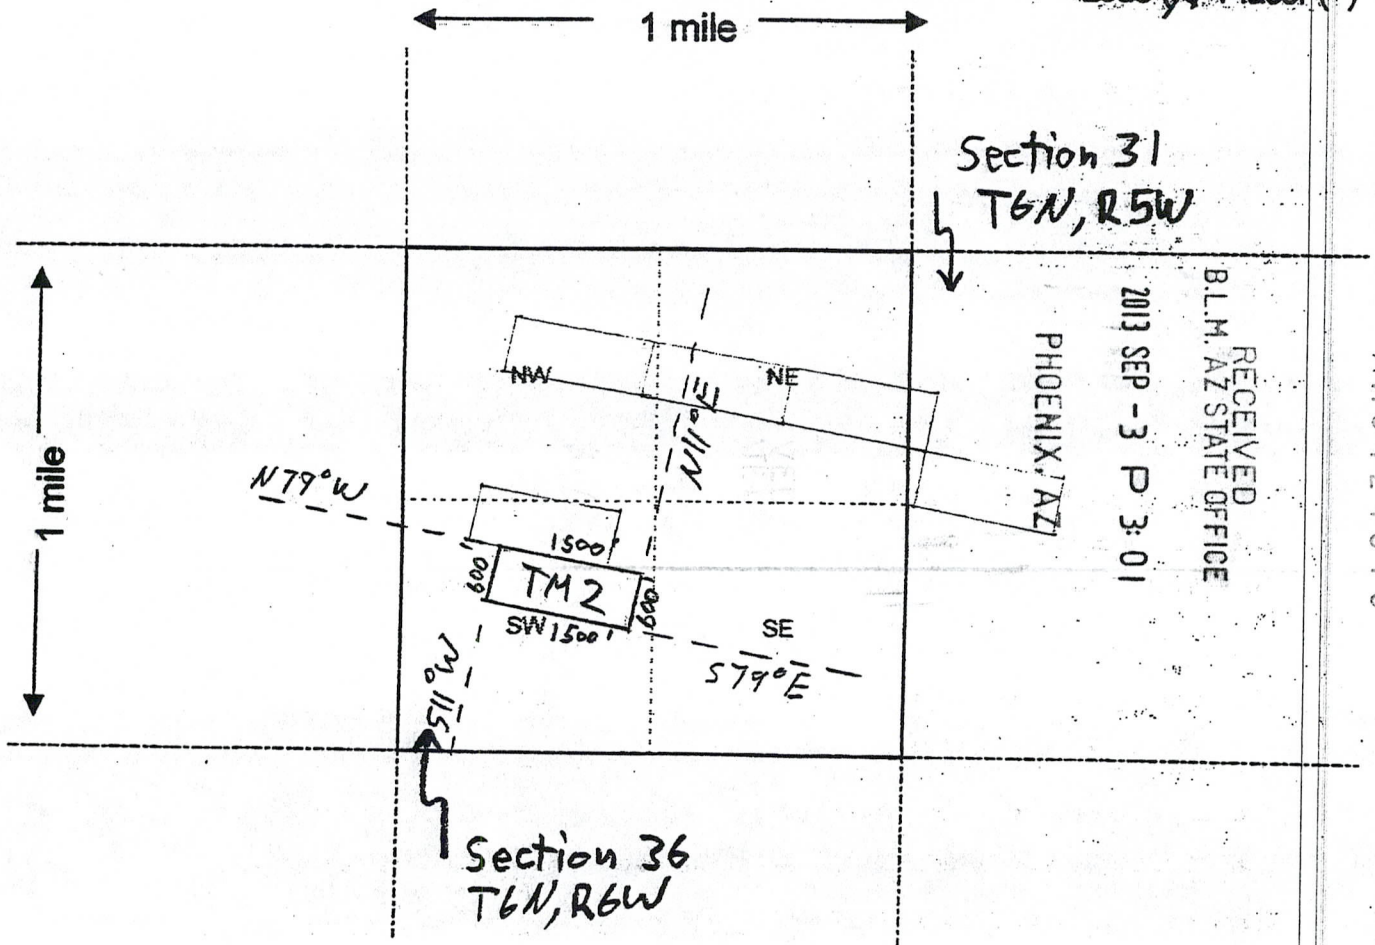 1 mile
Section 31
T6N, R5W
RECEIVED
B.L.M. AZ STATE OFFICE
2013 SEP -3 P 3:01
PHOENIX, AZ
NW
NE
N11°E
1 mile
N79°W
1500'
600'
TM2
600'
SW
1500'
SE
S79°E
S11°W
Section 36
T6N, R6W